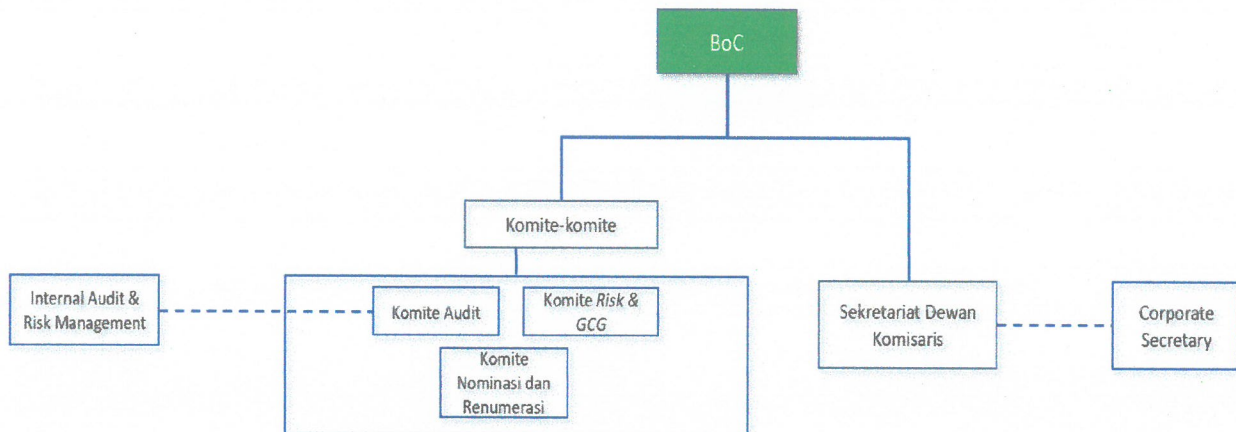 BoC
Komite-komite
Internal Audit &
Risk Management
Komite Audit
Komite Risk &
GCG
Komite
Nominasi dan
Renumerasi
Sekretariat Dewan
Komisaris
Corporate
Secretary